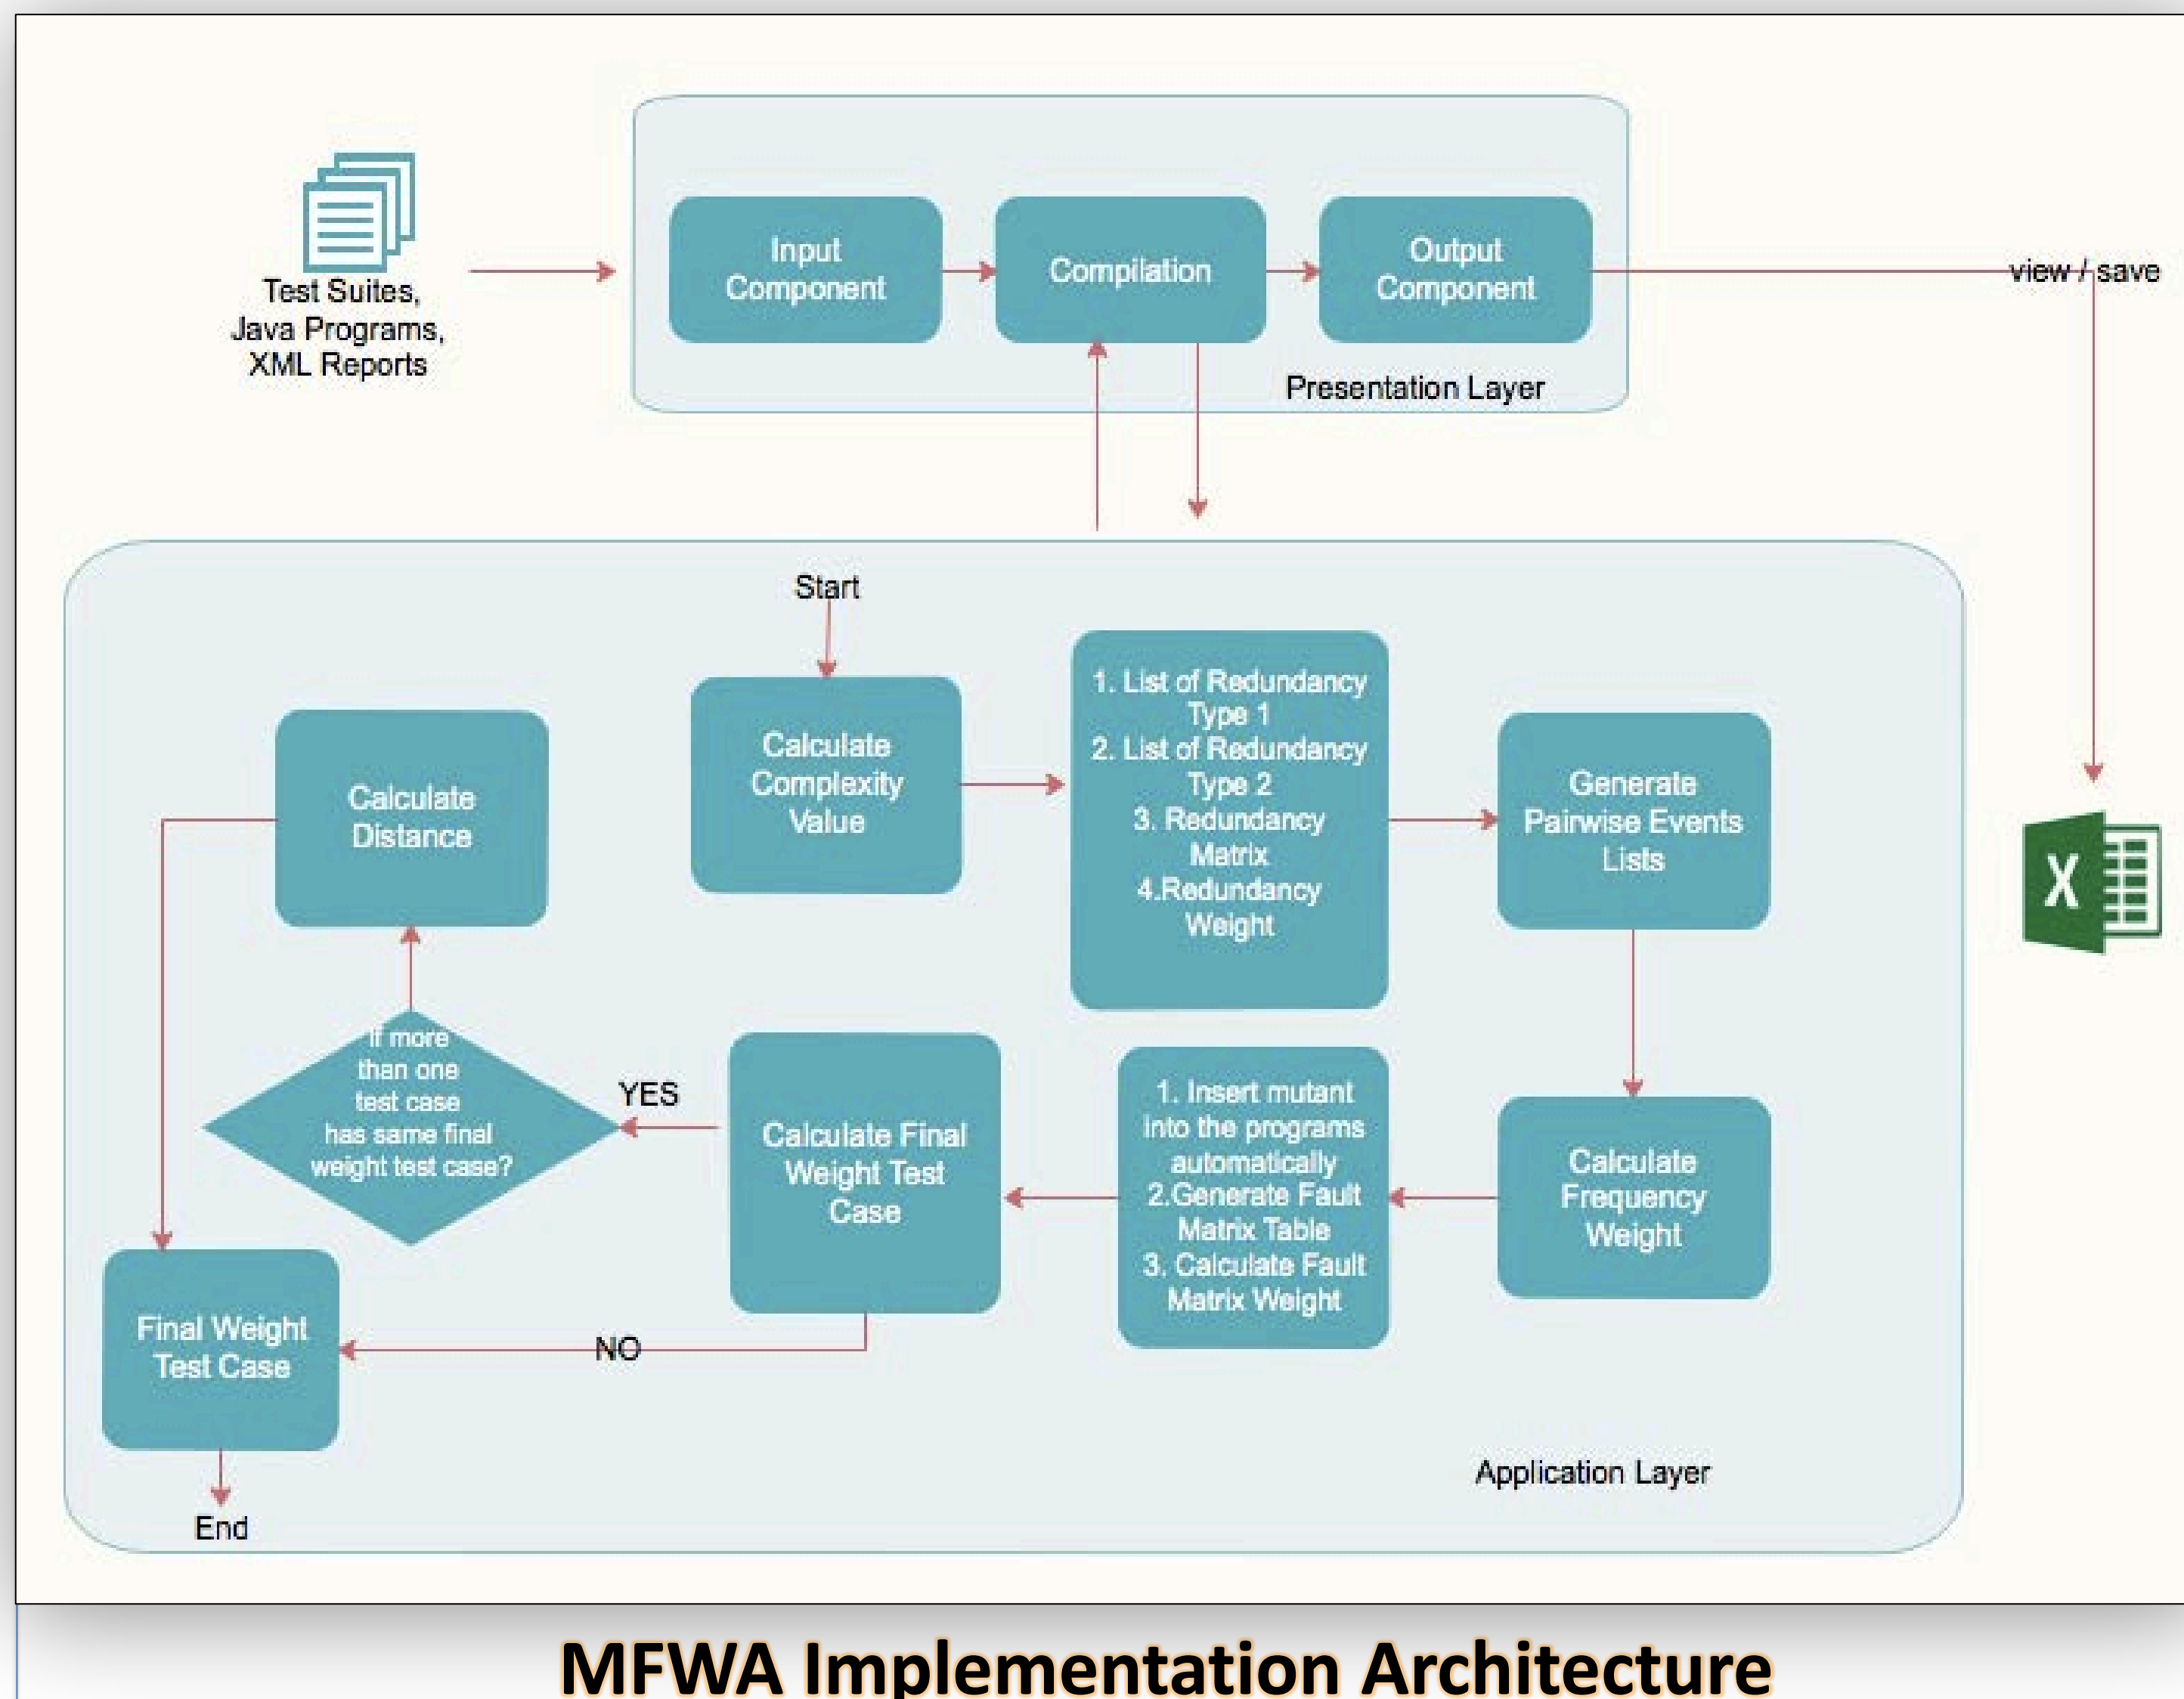 Test Suites,
Java Programs,
XML Reports
Input
Component
Compilation
Output
Component
view / save
Presentation Layer
Start
Calculate
Distance
Calculate
Complexity
Value
1. List of Redundancy
Type 1
2. List of Redundancy
Type 2
3. Redundancy
Matrix
4.Redundancy
Weight
Generate
Pairwise Events
Lists
X
If more
than one
test case
has same final
weight test case?
YES
Calculate Final
Weight Test
Case
1. Insert mutant
into the programs
automatically
2.Generate Fault
Matrix Table
3. Calculate Fault
Matrix Weight
Calculate
Frequency
Weight
Final Weight
Test Case
NO
Application Layer
End
MFWA Implementation Architecture